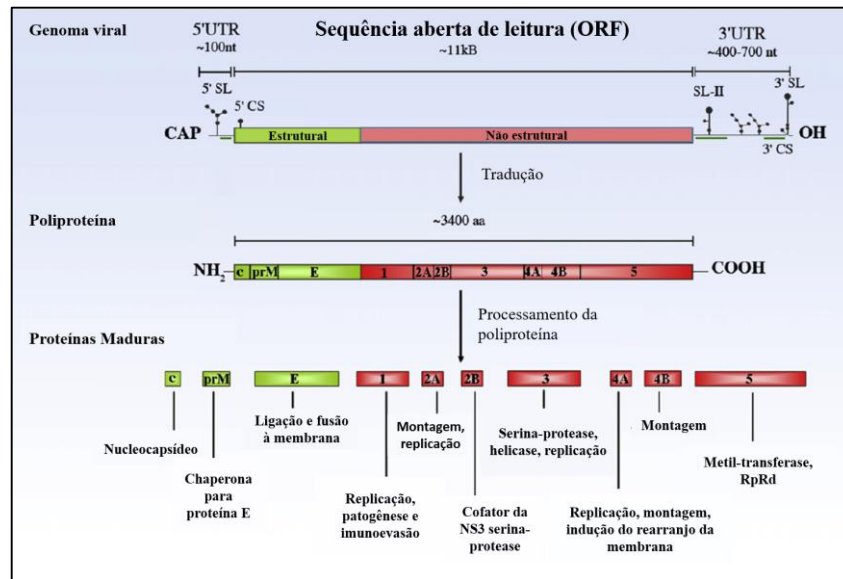 Genoma viral
5'UTR
~100nt
Sequência aberta de leitura (ORF)
~11kB
3'UTR
~400-700 nt
5' SL
5' CS
SL-II
3' SL
CAP
Estrutural
Não estrutural
3' CS
OH
Tradução
Poliproteína
~3400 aa
NH2
c
prM
E
1
2A
2B
3
4A
4B
5
COOH
Processamento da
poliproteína
Proteínas Maduras
c
prM
E
1
2A
2B
3
4A
4B
5
Nucleocapsídeo
Chaperona
para
proteína E
Ligação e fusão
à membrana
Replicação,
patogênese e
imunoevasão
Montagem,
replicação
Cofator da
NS3 serina-
protease
Serina-protease,
helicase, replicação
Replicação, montagem,
indução do rearranjo da
membrana
Montagem
Metil-transferase,
RpRd